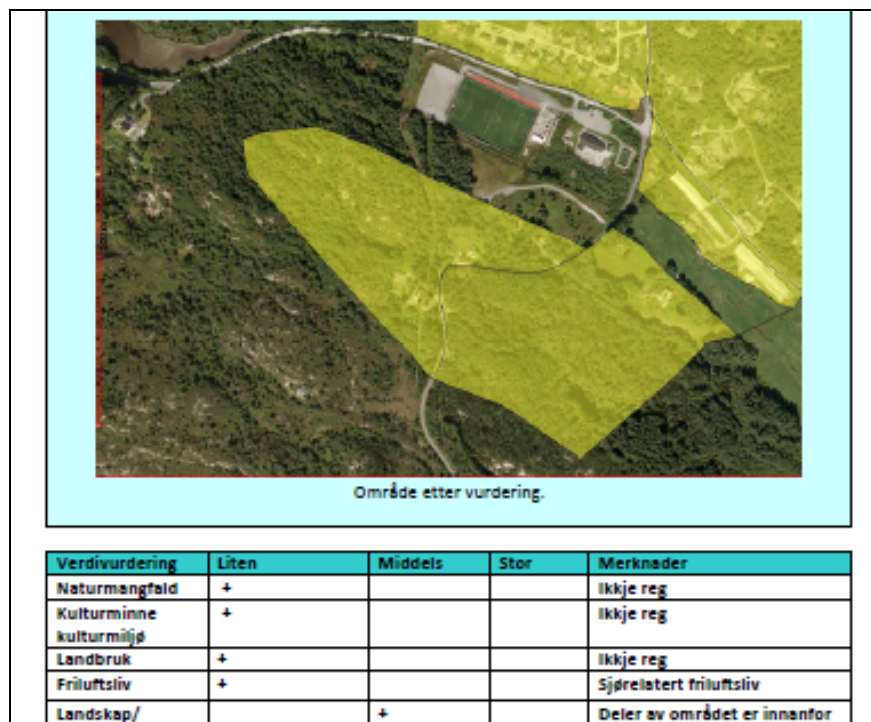 Område etter vurdering.
Verdivurdering Liten Middels Stor Merknader
Naturmangfald + Ikkje reg
Kulturminne + Ikkje reg
kulturmiljø
Landbruk + Ikkje reg
Friluftsliv + Sjørelatert friluftsliv
Landskap/ + Deler av området er innanfor